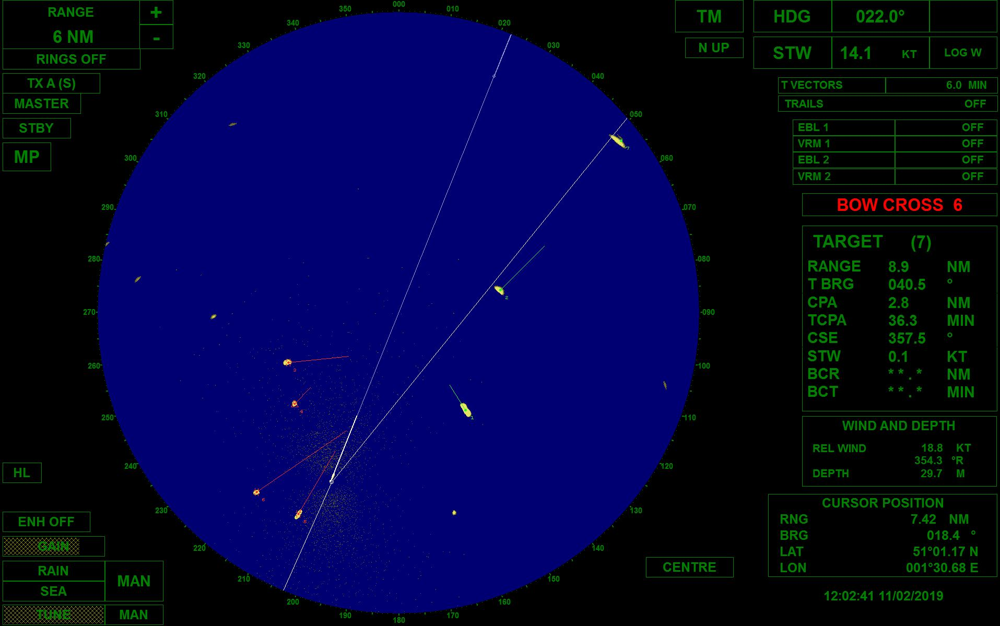 RANGE
+
6 NM
-
RINGS OFF
TX A (S)
MASTER
STBY
MP
HL
ENH OFF
GAIN
RAIN
SEA
MAN
TUNE
MAN
000
010
020
030
040
050
060
070
080
090
100
110
120
130
140
150
160
170
180
190
200
210
220
230
240
250
260
270
280
290
300
310
320
330
340
350
7
2
3
4
1
6
5
TM
N UP
CENTRE
HDG 022.0°
STW 14.1 KT LOG W
T VECTORS 6.0 MIN
TRAILS OFF
EBL 1 OFF
VRM 1 OFF
EBL 2 OFF
VRM 2 OFF
BOW CROSS 6
TARGET (7)
RANGE 8.9 NM
T BRG 040.5 °
CPA 2.8 NM
TCPA 36.3 MIN
CSE 357.5 °
STW 0.1 KT
BCR **.* NM
BCT **.* MIN
WIND AND DEPTH
REL WIND 18.8 KT
354.3 °R
DEPTH 29.7 M
CURSOR POSITION
RNG 7.42 NM
BRG 018.4 °
LAT 51°01.17 N
LON 001°30.68 E
12:02:41 11/02/2019